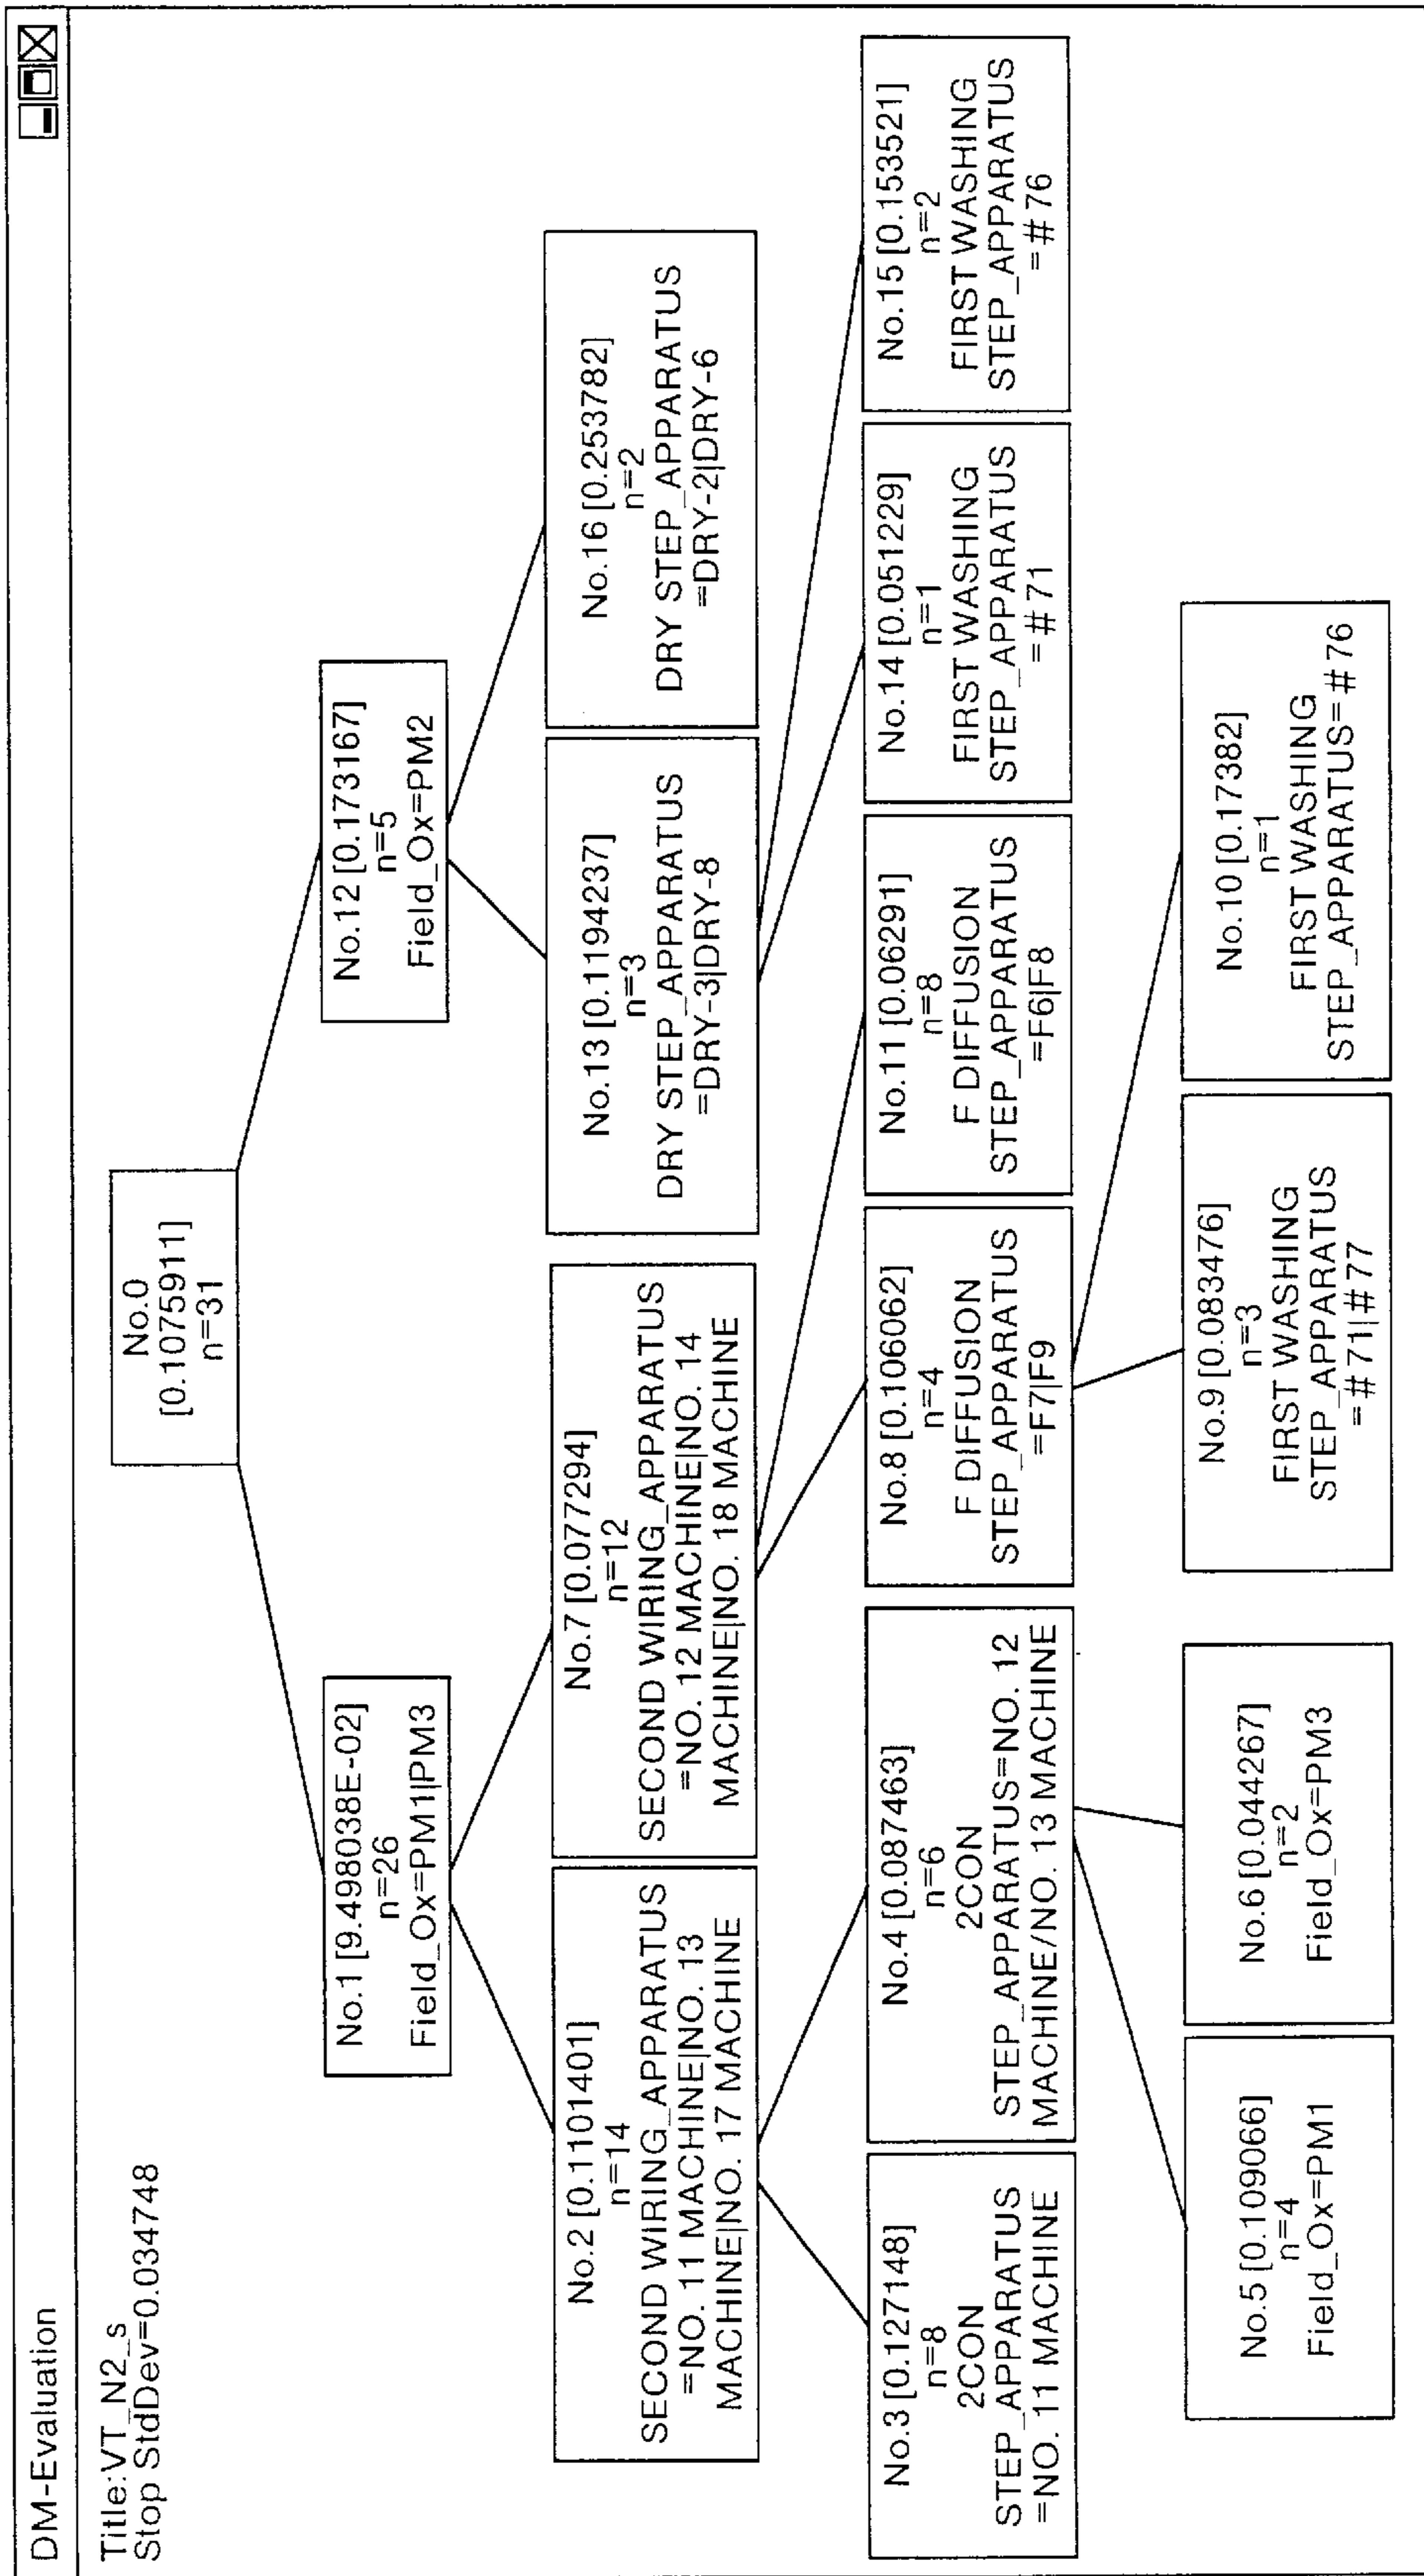 DM-Evaluation
Title:VT_N2_s
Stop StdDev=0.034748
No.0
[0.1075911]
n=31
No.1 [9.498038E-02]
n=26
Field_Ox=PM1|PM3
No.12 [0.173167]
n=5
Field_Ox=PM2
No.2 [0.1101401]
n=14
SECOND WIRING_APPARATUS
=NO. 11 MACHINE|NO. 13
MACHINE|NO. 17 MACHINE
No.7 [0.077294]
n=12
SECOND WIRING_APPARATUS
=NO. 12 MACHINE|NO. 14
MACHINE|NO. 18 MACHINE
No.13 [0.1194237]
n=3
DRY STEP_APPARATUS
=DRY-3|DRY-8
No.16 [0.253782]
n=2
DRY STEP_APPARATUS
=DRY-2|DRY-6
No.3 [0.127148]
n=8
2CON
STEP_APPARATUS
=NO. 11 MACHINE
No.4 [0.087463]
n=6
2CON
STEP_APPARATUS=NO. 12
MACHINE/NO. 13 MACHINE
No.8 [0.106062]
n=4
F DIFFUSION
STEP_APPARATUS
=F7|F9
No.11 [0.06291]
n=8
F DIFFUSION
STEP_APPARATUS
=F6|F8
No.14 [0.051229]
n=1
FIRST WASHING
STEP_APPARATUS
=#71
No.15 [0.153521]
n=2
FIRST WASHING
STEP_APPARATUS
=#76
No.5 [0.109066]
n=4
Field_Ox=PM1
No.6 [0.044267]
n=2
Field_Ox=PM3
No.9 [0.083476]
n=3
FIRST WASHING
STEP_APPARATUS
=#71|#77
No.10 [0.17382]
n=1
FIRST WASHING
STEP_APPARATUS=#76